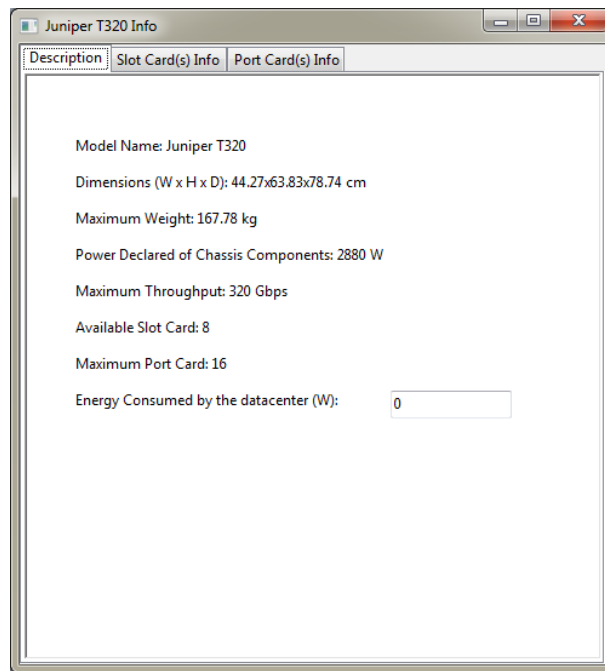 Juniper T320 Info
Description Slot Card(s) Info Port Card(s) Info
Model Name: Juniper T320
Dimensions (W x H x D): 44.27x63.83x78.74 cm
Maximum Weight: 167.78 kg
Power Declared of Chassis Components: 2880 W
Maximum Throughput: 320 Gbps
Available Slot Card: 8
Maximum Port Card: 16
Energy Consumed by the datacenter (W): 0